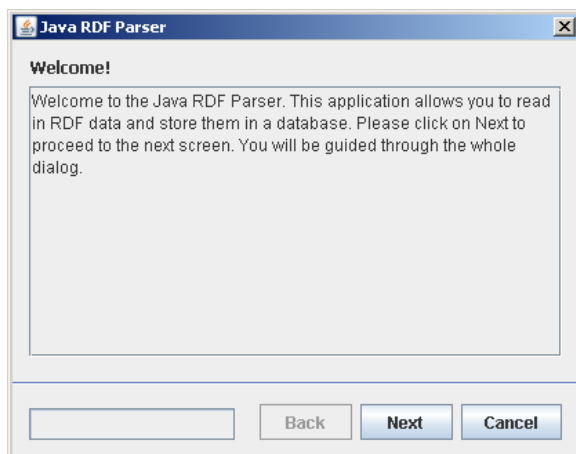 Java RDF Parser
Welcome!
Welcome to the Java RDF Parser. This application allows you to read
in RDF data and store them in a database. Please click on Next to
proceed to the next screen. You will be guided through the whole
dialog.
Back Next Cancel